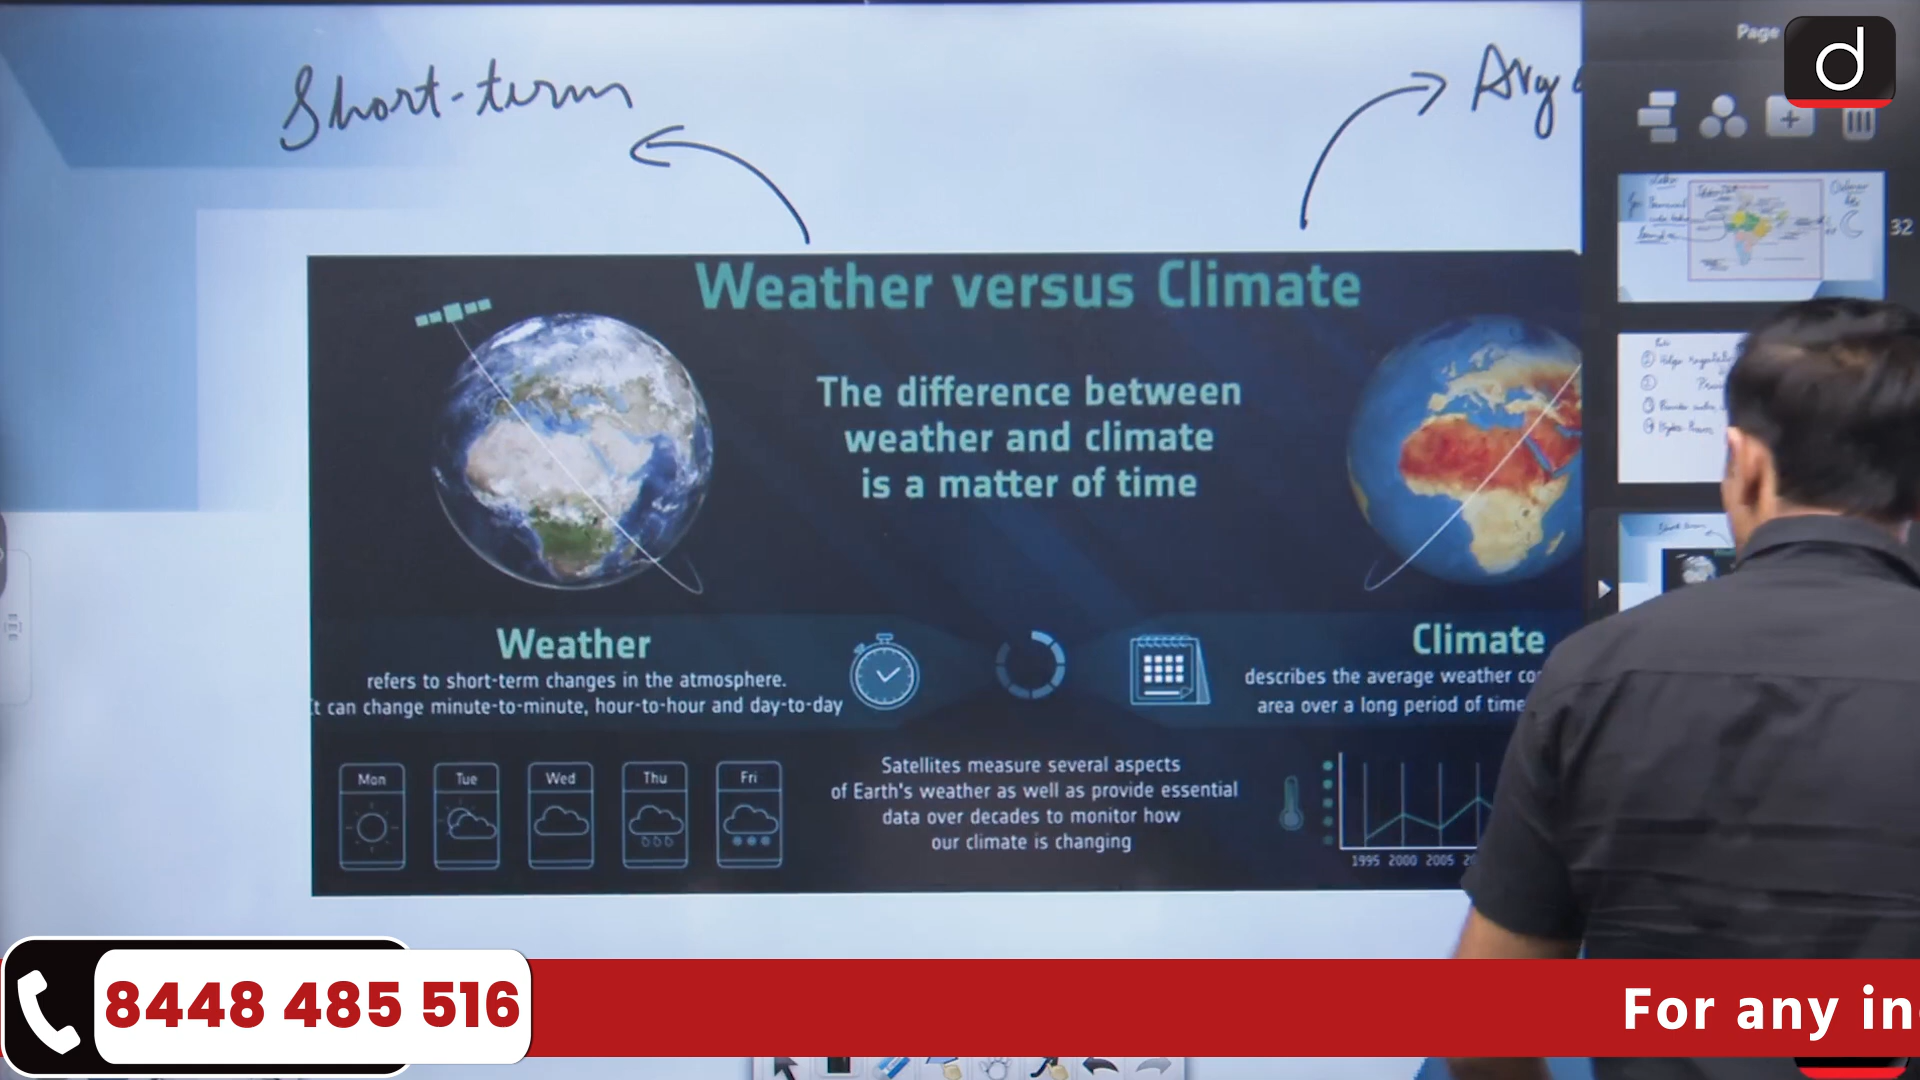 Short-term
Avg
Page
32
Weather versus Climate
The difference between
weather and climate
is a matter of time
Weather
refers to short-term changes in the atmosphere.
t can change minute-to-minute, hour-to-hour and day-to-day
Climate
describes the average weather co
area over a long period of time
Mon Tue Wed Thu Fri
Satellites measure several aspects
of Earth's weather as well as provide essential
data over decades to monitor how
our climate is changing
1995 2000 2005 20
8448 485 516
For any in
d